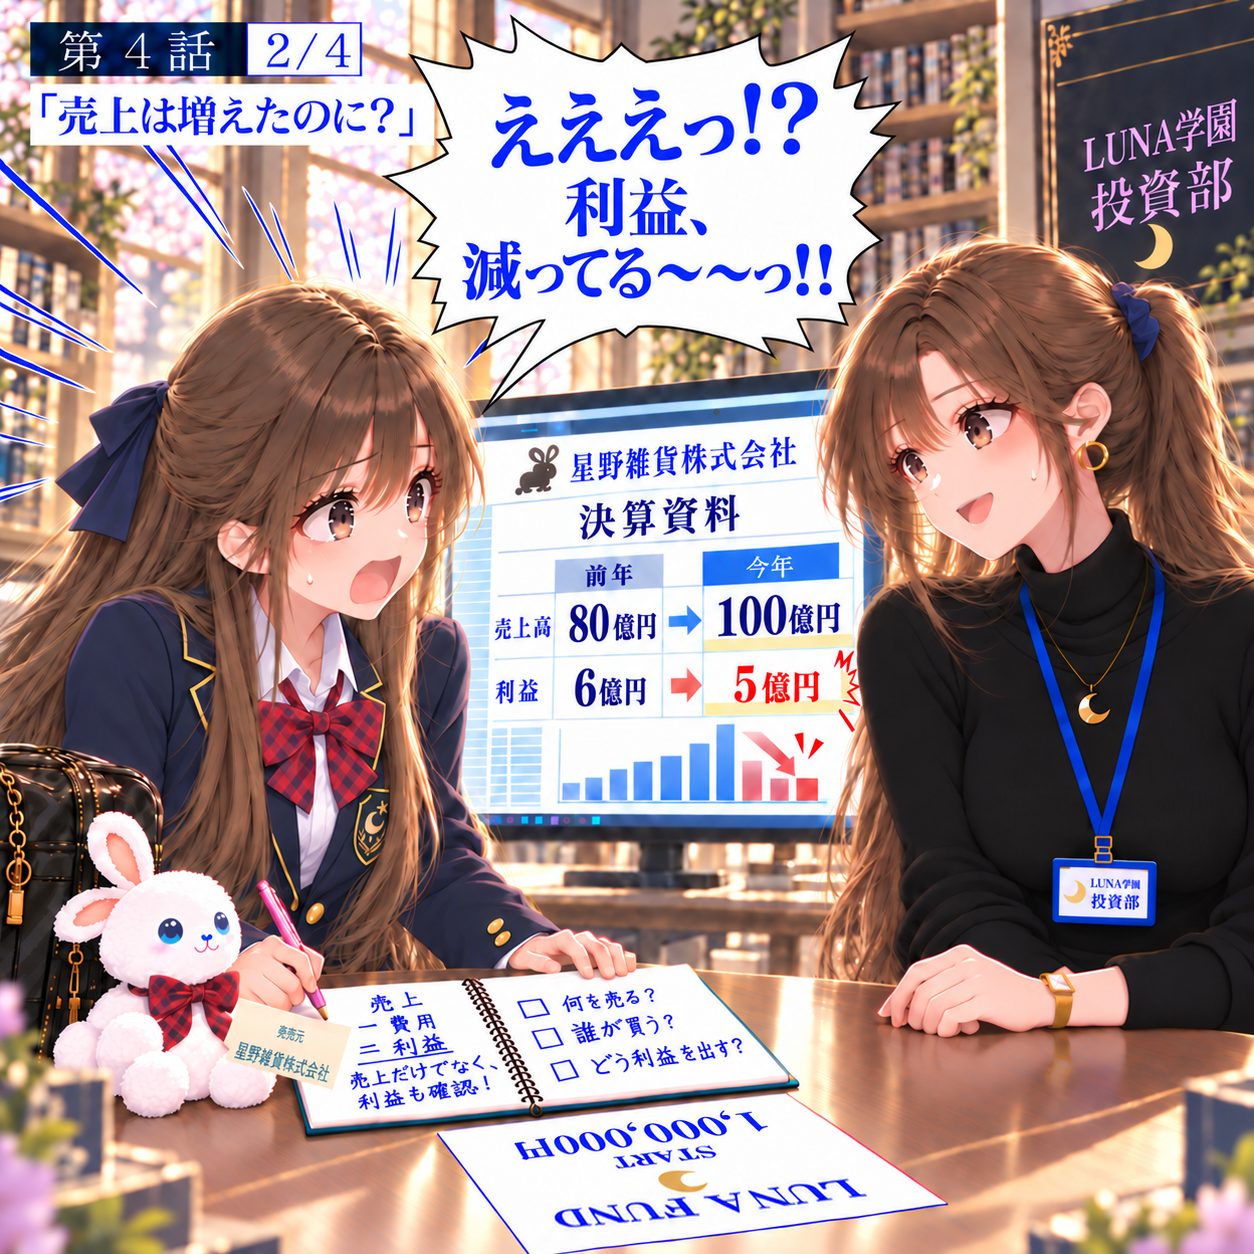 第4話 2/4
「売上は増えたのに?」
えええっ!?
利益、
減ってる〜〜っ!!
LUNA学園
投資部
星野雑貨株式会社
決算資料
前年 今年
売上高 80億円 100億円
利益 6億円 5億円
LUNA学園
投資部
売上
－費用
＝利益
売上だけでなく、
利益も確認!
何を売る?
誰が買う?
どう利益を出す?
発売元
星野雑貨株式会社
LUNA FUND
START
1,000,000円